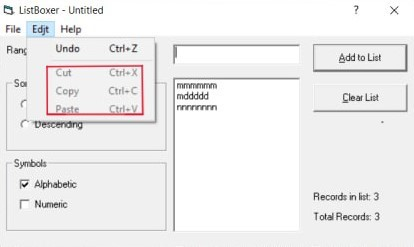 ListBoxer - Untitled
File Edit Help
Undo Ctrl+Z
Cut Ctrl+X
Copy Ctrl+C
Paste Ctrl+V
Rang
So
Descending
Symbols
Alphabetic
Numeric
mmmmmm
mddddd
nnnnnnnn
Add to List
Clear List
Records in list: 3
Total Records: 3